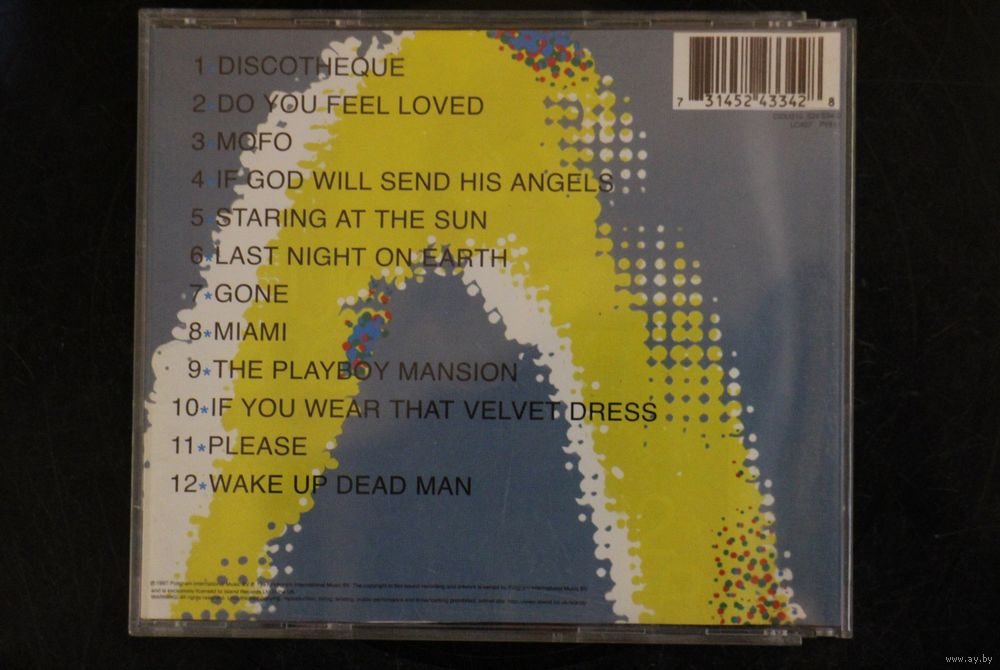 1*DISCOTHEQUE
2*DO YOU FEEL LOVED
3*MOFO
4*IF GOD WILL SEND HIS ANGELS
5*STARING AT THE SUN
6*LAST NIGHT ON EARTH
7*GONE
8*MIAMI
9*THE PLAYBOY MANSION
10*IF YOU WEAR THAT VELVET DRESS
11*PLEASE
12*WAKE UP DEAD MAN
7 31452 43342 8
www.ay.by